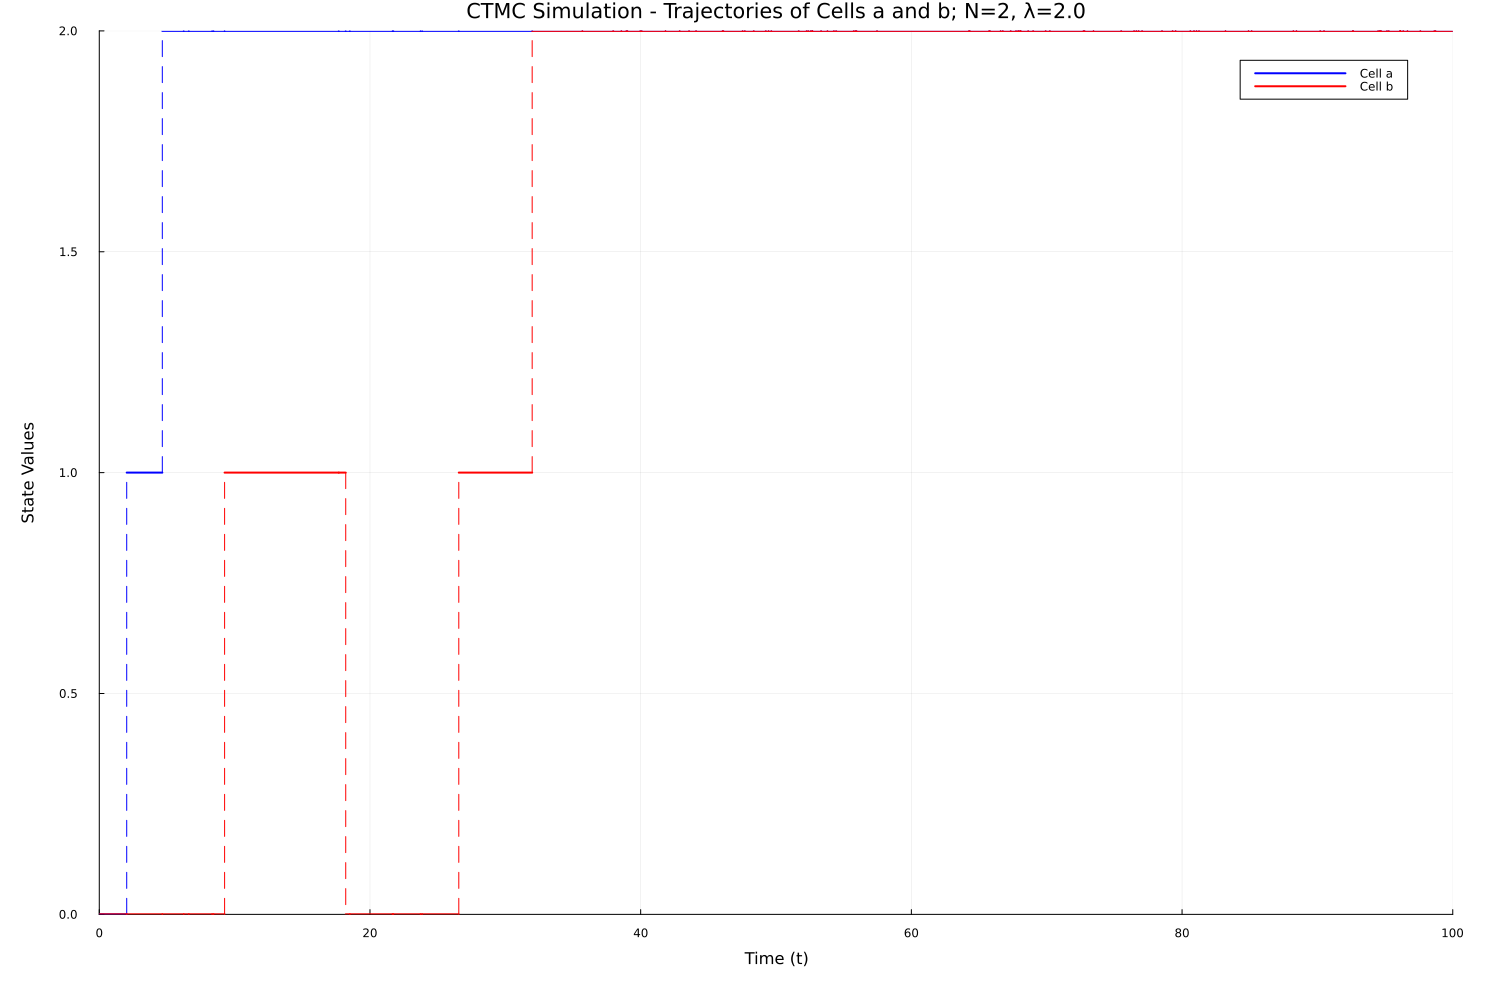 CTMC Simulation - Trajectories of Cells a and b; N=2, λ=2.0
2.0
Cell a
Cell b
1.5
1.0
State Values
0.5
0.0
0 20 40 60 80 100
Time (t)